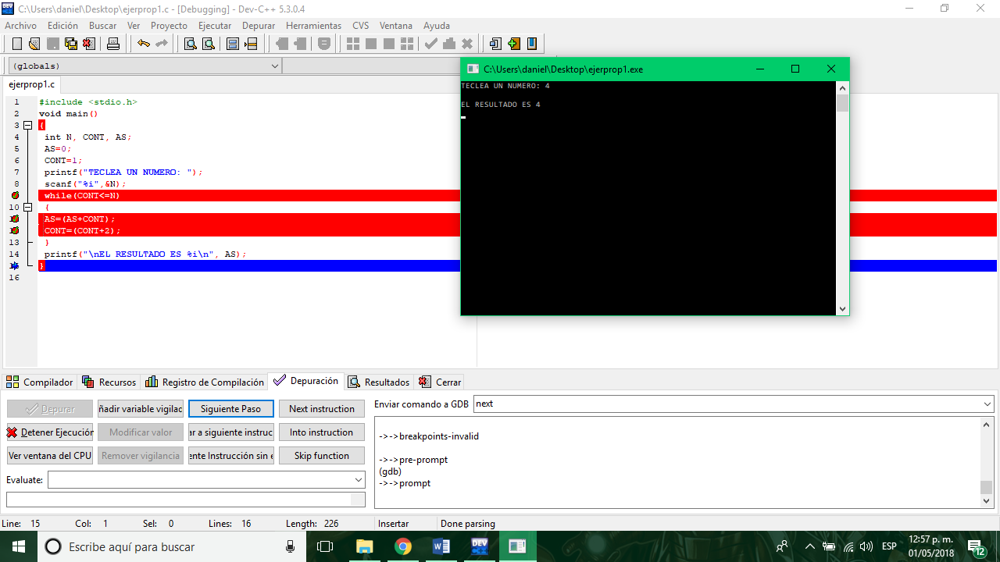 C:\Users\daniel\Desktop\ejerprop1.c - [Debugging] - Dev-C++ 5.3.0.4
Archivo Edición Buscar Ver Proyecto Ejecutar Depurar Herramientas CVS Ventana Ayuda
(globals)
ejerprop1.c
1 #include <stdio.h>
2 void main()
3 {
4 int N, CONT, AS;
5 AS=0;
6 CONT=1;
7 printf("TECLEA UN NUMERO: ");
8 scanf("%i",&N);
while(CONT<=N)
10 {
AS=(AS+CONT);
CONT=(CONT+2);
13 }
14 printf("\nEL RESULTADO ES %i\n", AS);
}
16
C:\Users\daniel\Desktop\ejerprop1.exe
TECLEA UN NUMERO: 4
EL RESULTADO ES 4
Compilador Recursos Registro de Compilación Depuración Resultados Cerrar
Depurar ñadir variable vigilac Siguiente Paso Next instruction
Detener Ejecución Modificar valor ar a siguiente instruc Into instruction
Ver ventana del CPU Remover vigilancia ente Instrucción sin e Skip function
Evaluate:
Enviar comando a GDB next
->->breakpoints-invalid
->->pre-prompt
(gdb)
->->prompt
Line: 15 Col: 1 Sel: 0 Lines: 16 Length: 226 Insertar Done parsing
Escribe aquí para buscar
DEV
ESP
12:57 p. m.
01/05/2018
12